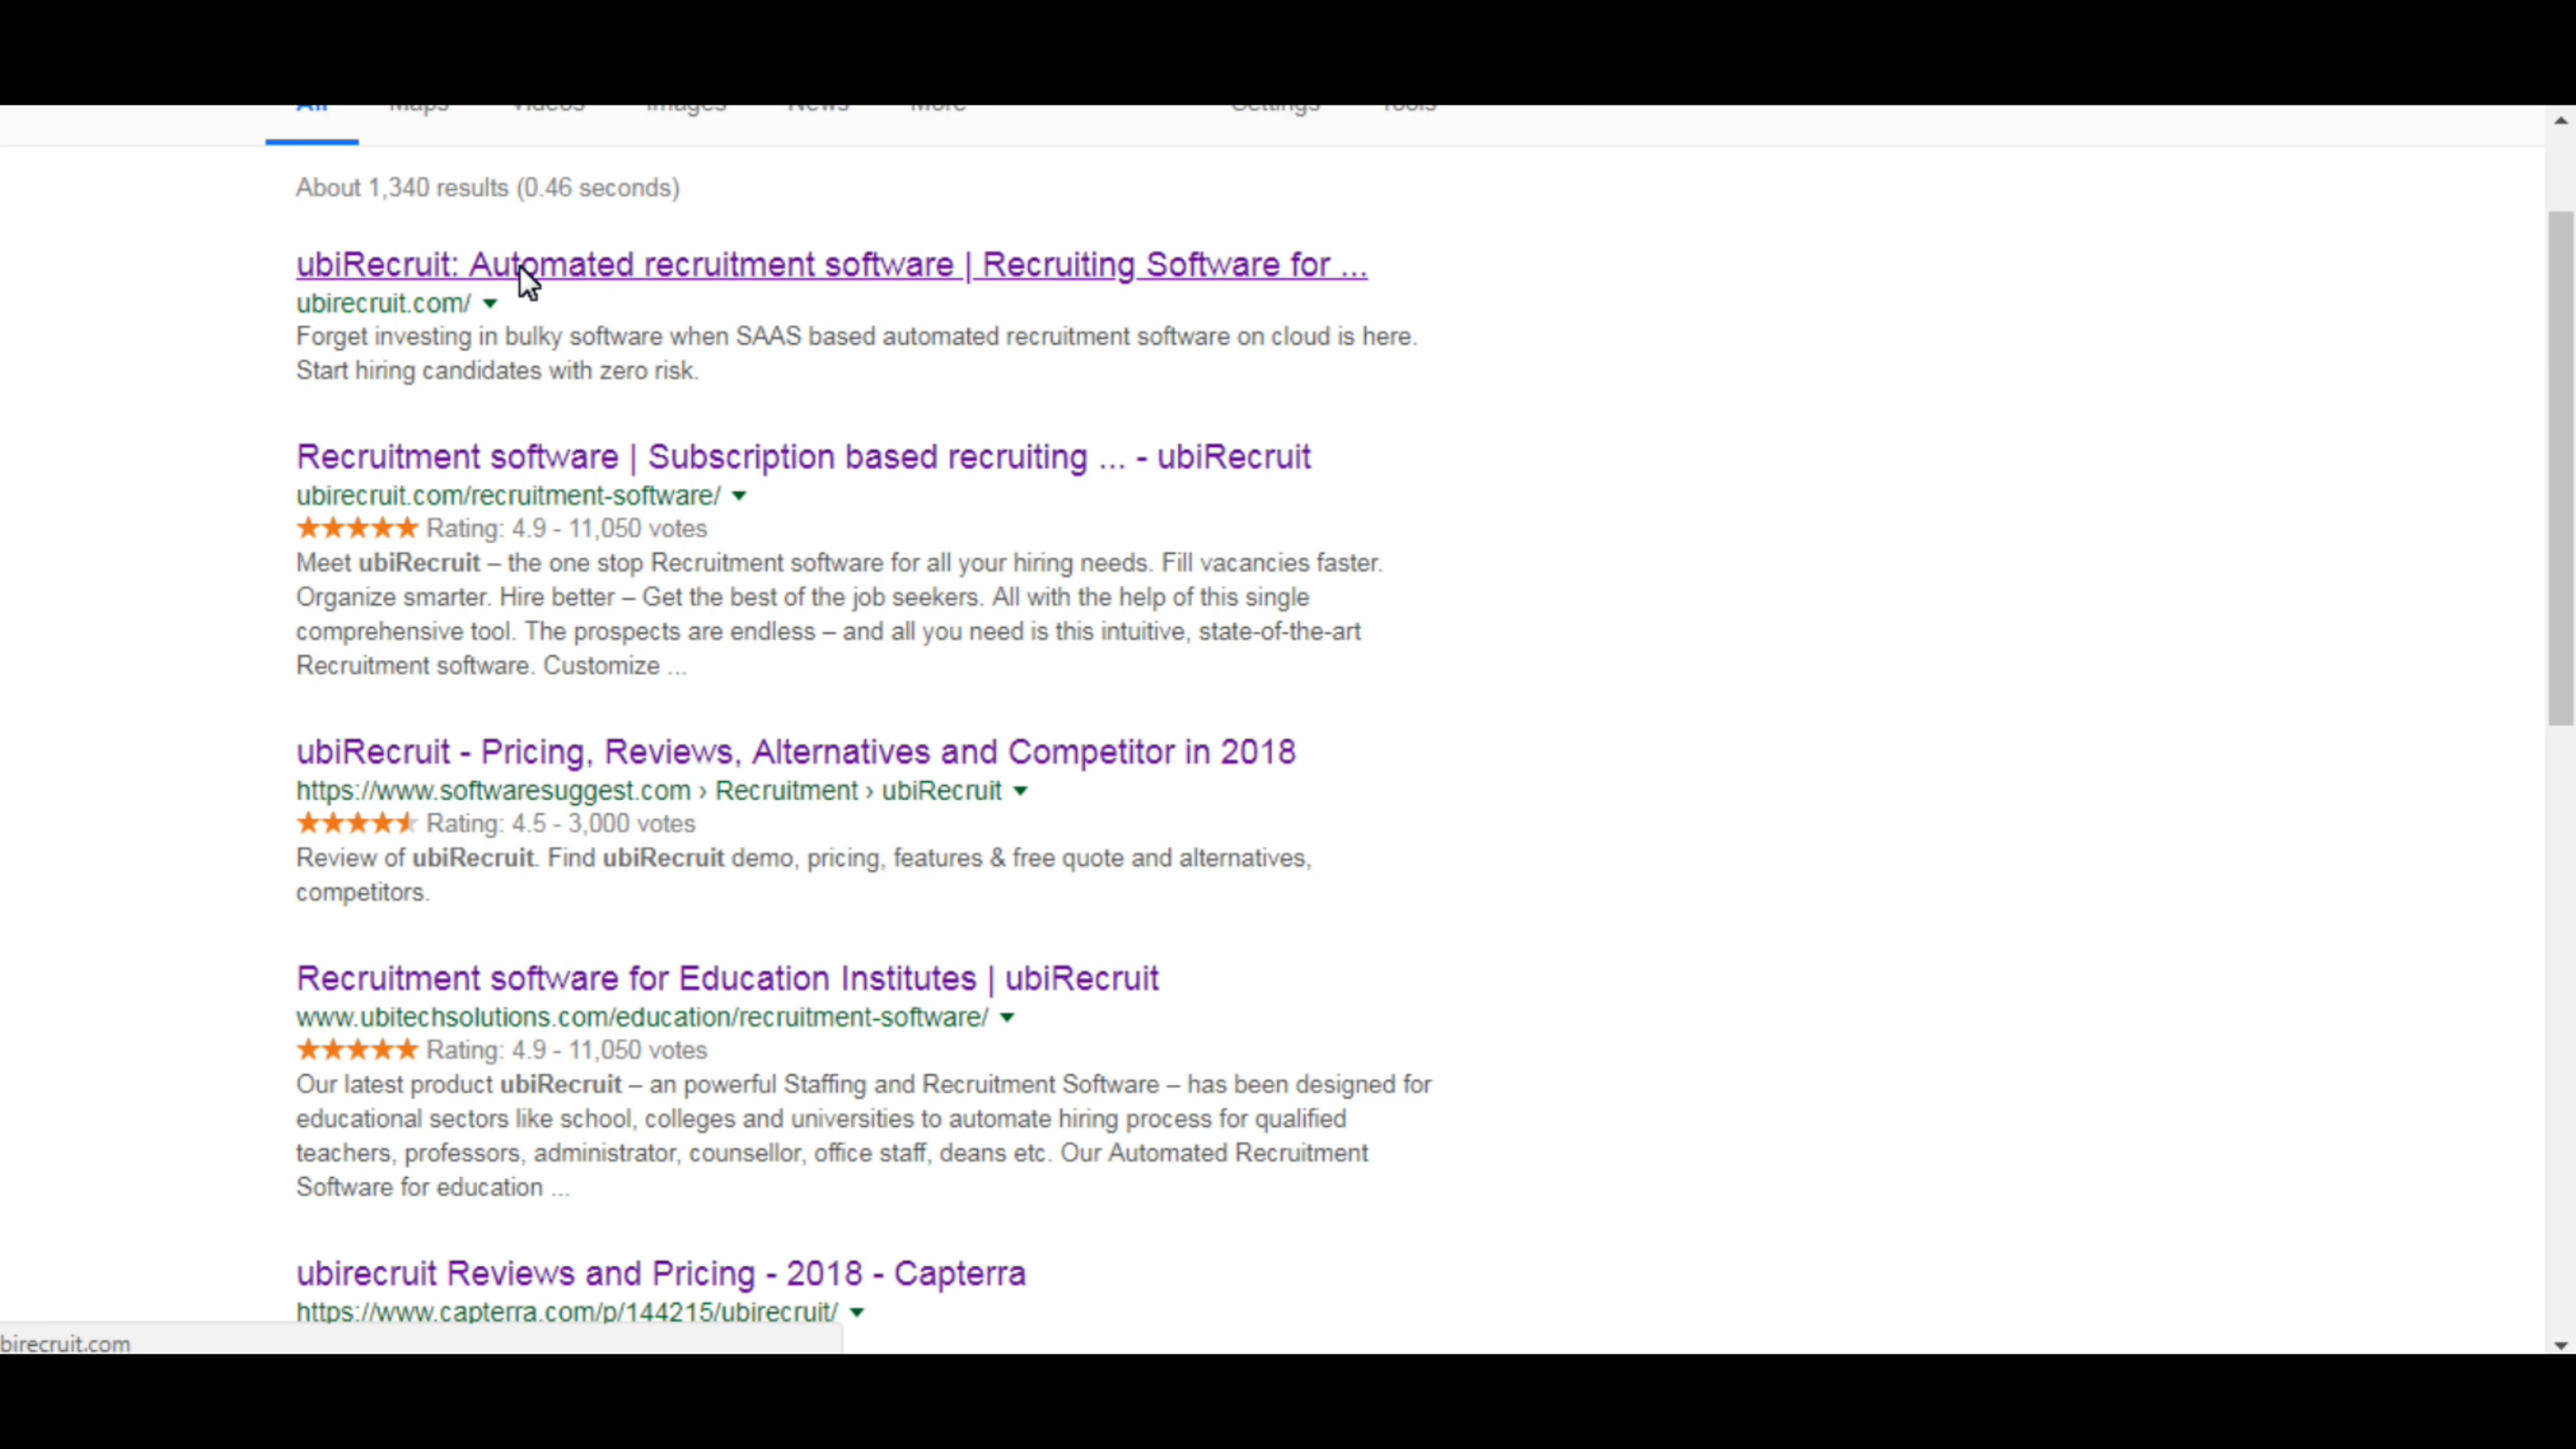 All Maps Videos Images News More Settings Tools
About 1,340 results (0.46 seconds)
ubiRecruit: Automated recruitment software | Recruiting Software for ...
ubirecruit.com/
Forget investing in bulky software when SAAS based automated recruitment software on cloud is here.
Start hiring candidates with zero risk.
Recruitment software | Subscription based recruiting ... - ubiRecruit
ubirecruit.com/recruitment-software/
Rating: 4.9 - 11,050 votes
Meet ubiRecruit – the one stop Recruitment software for all your hiring needs. Fill vacancies faster.
Organize smarter. Hire better – Get the best of the job seekers. All with the help of this single
comprehensive tool. The prospects are endless – and all you need is this intuitive, state-of-the-art
Recruitment software. Customize ...
ubiRecruit - Pricing, Reviews, Alternatives and Competitor in 2018
https://www.softwaresuggest.com › Recruitment › ubiRecruit
Rating: 4.5 - 3,000 votes
Review of ubiRecruit. Find ubiRecruit demo, pricing, features & free quote and alternatives,
competitors.
Recruitment software for Education Institutes | ubiRecruit
www.ubitechsolutions.com/education/recruitment-software/
Rating: 4.9 - 11,050 votes
Our latest product ubiRecruit – an powerful Staffing and Recruitment Software – has been designed for
educational sectors like school, colleges and universities to automate hiring process for qualified
teachers, professors, administrator, counsellor, office staff, deans etc. Our Automated Recruitment
Software for education ...
ubirecruit Reviews and Pricing - 2018 - Capterra
https://www.capterra.com/p/144215/ubirecruit/
birecruit.com